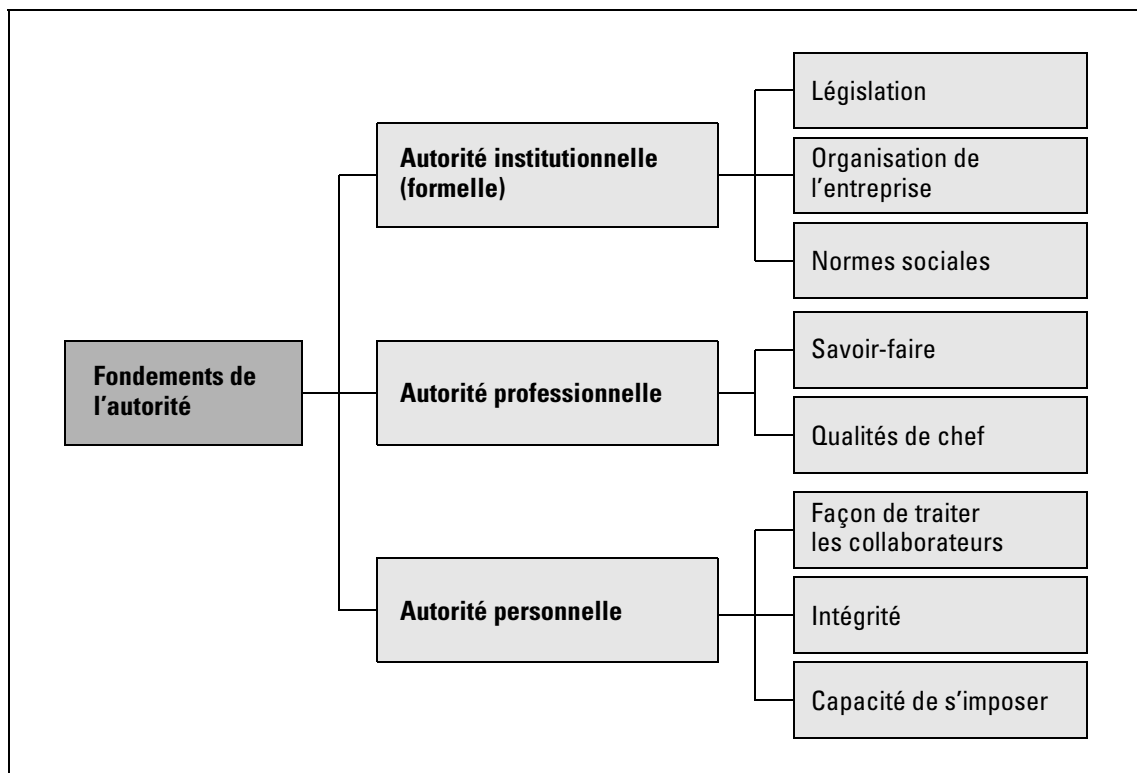 Fondements de
l'autorité
Autorité institutionnelle
(formelle)
Législation
Organisation de
l'entreprise
Normes sociales
Autorité professionnelle
Savoir-faire
Qualités de chef
Autorité personnelle
Façon de traiter
les collaborateurs
Intégrité
Capacité de s'imposer